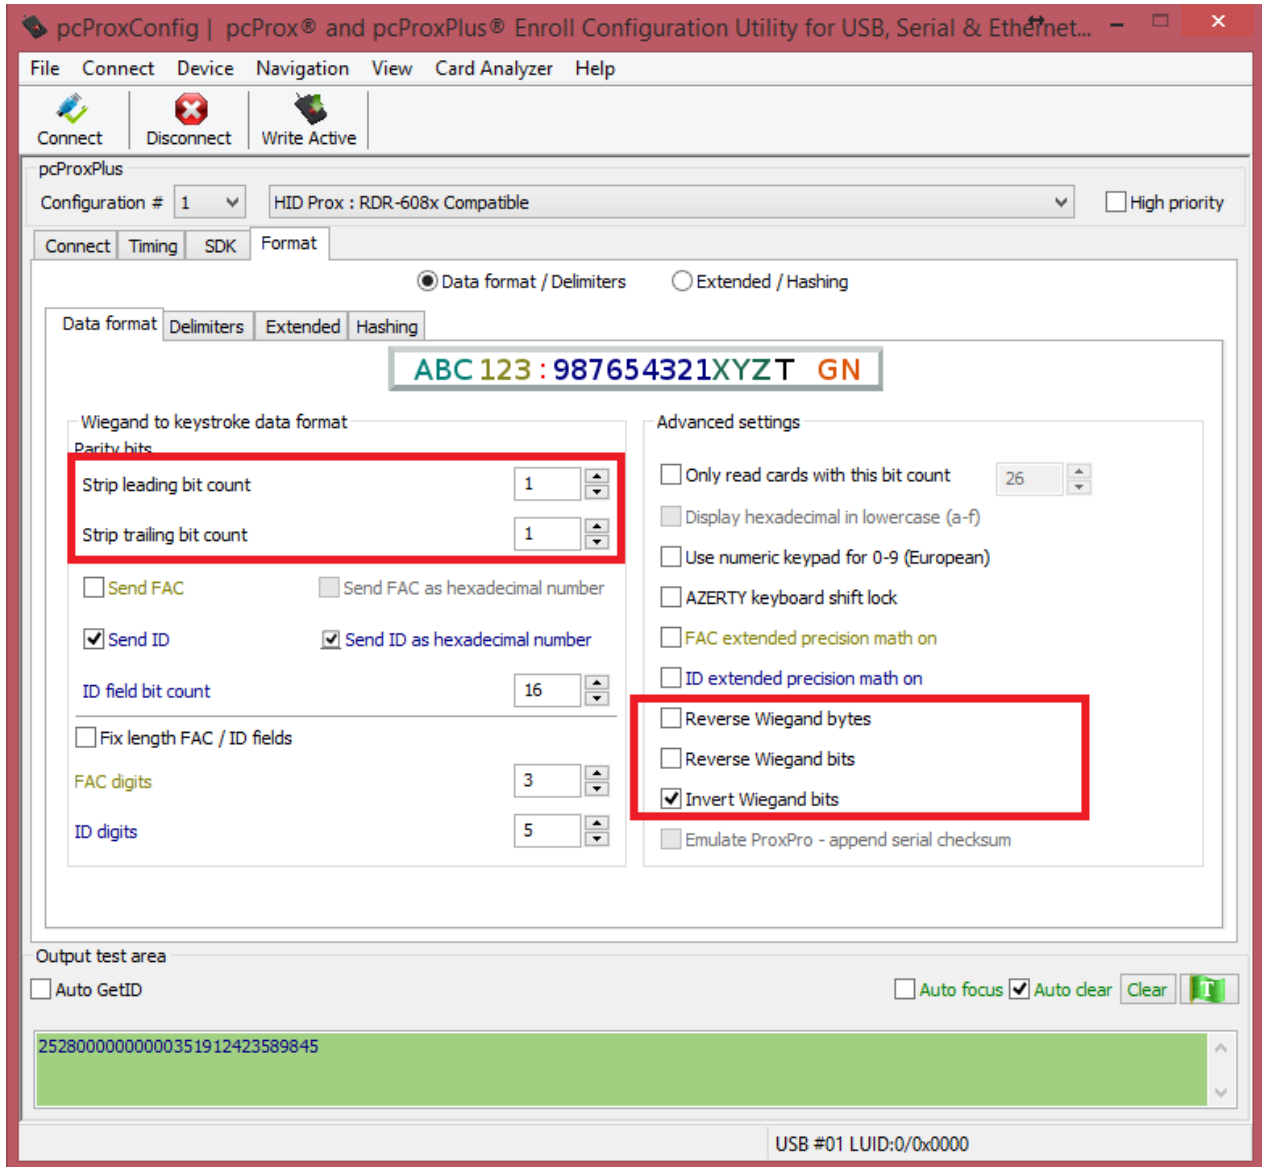 pcProxConfig | pcProx® and pcProxPlus® Enroll Configuration Utility for USB, Serial & Ethernet...
File Connect Device Navigation View Card Analyzer Help
Connect Disconnect Write Active
pcProxPlus
Configuration # 1 HID Prox : RDR-608x Compatible High priority
Connect Timing SDK Format
Data format / Delimiters Extended / Hashing
Data format Delimiters Extended Hashing
ABC 123 : 987654321XYZT GN
Wiegand to keystroke data format
Parity bits
Strip leading bit count 1
Strip trailing bit count 1
Send FAC Send FAC as hexadecimal number
Send ID Send ID as hexadecimal number
ID field bit count 16
Fix length FAC / ID fields
FAC digits 3
ID digits 5
Advanced settings
Only read cards with this bit count 26
Display hexadecimal in lowercase (a-f)
Use numeric keypad for 0-9 (European)
AZERTY keyboard shift lock
FAC extended precision math on
ID extended precision math on
Reverse Wiegand bytes
Reverse Wiegand bits
Invert Wiegand bits
Emulate ProxPro - append serial checksum
Output test area
Auto GetID Auto focus Auto clear Clear T
2528000000000351912423589845
USB #01 LUID:0/0x0000